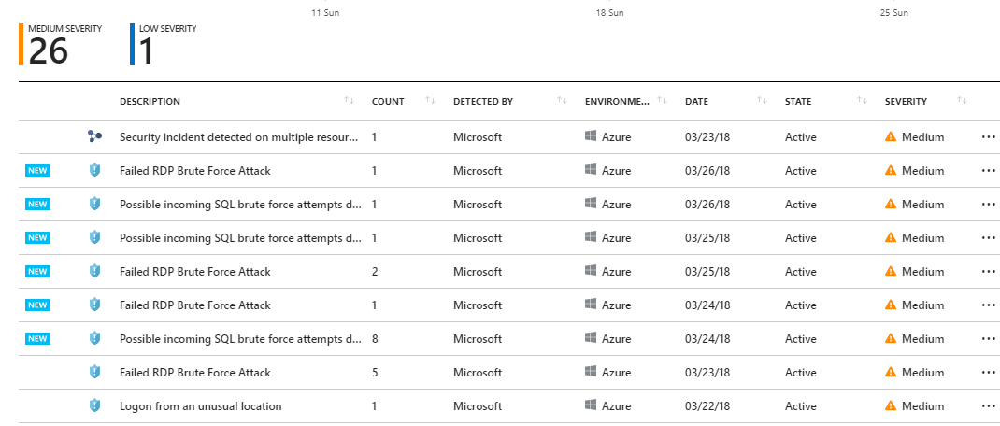 11 Sun 18 Sun 25 Sun
MEDIUM SEVERITY LOW SEVERITY
26 1
DESCRIPTION COUNT DETECTED BY ENVIRONME... DATE STATE SEVERITY
Security incident detected on multiple resour... 1 Microsoft Azure 03/23/18 Active Medium ...
NEW Failed RDP Brute Force Attack 1 Microsoft Azure 03/26/18 Active Medium ...
NEW Possible incoming SQL brute force attempts d... 1 Microsoft Azure 03/26/18 Active Medium ...
NEW Possible incoming SQL brute force attempts d... 1 Microsoft Azure 03/25/18 Active Medium ...
NEW Failed RDP Brute Force Attack 2 Microsoft Azure 03/25/18 Active Medium ...
NEW Failed RDP Brute Force Attack 1 Microsoft Azure 03/24/18 Active Medium ...
NEW Possible incoming SQL brute force attempts d... 8 Microsoft Azure 03/24/18 Active Medium ...
Failed RDP Brute Force Attack 5 Microsoft Azure 03/23/18 Active Medium ...
Logon from an unusual location 1 Microsoft Azure 03/22/18 Active Medium ...